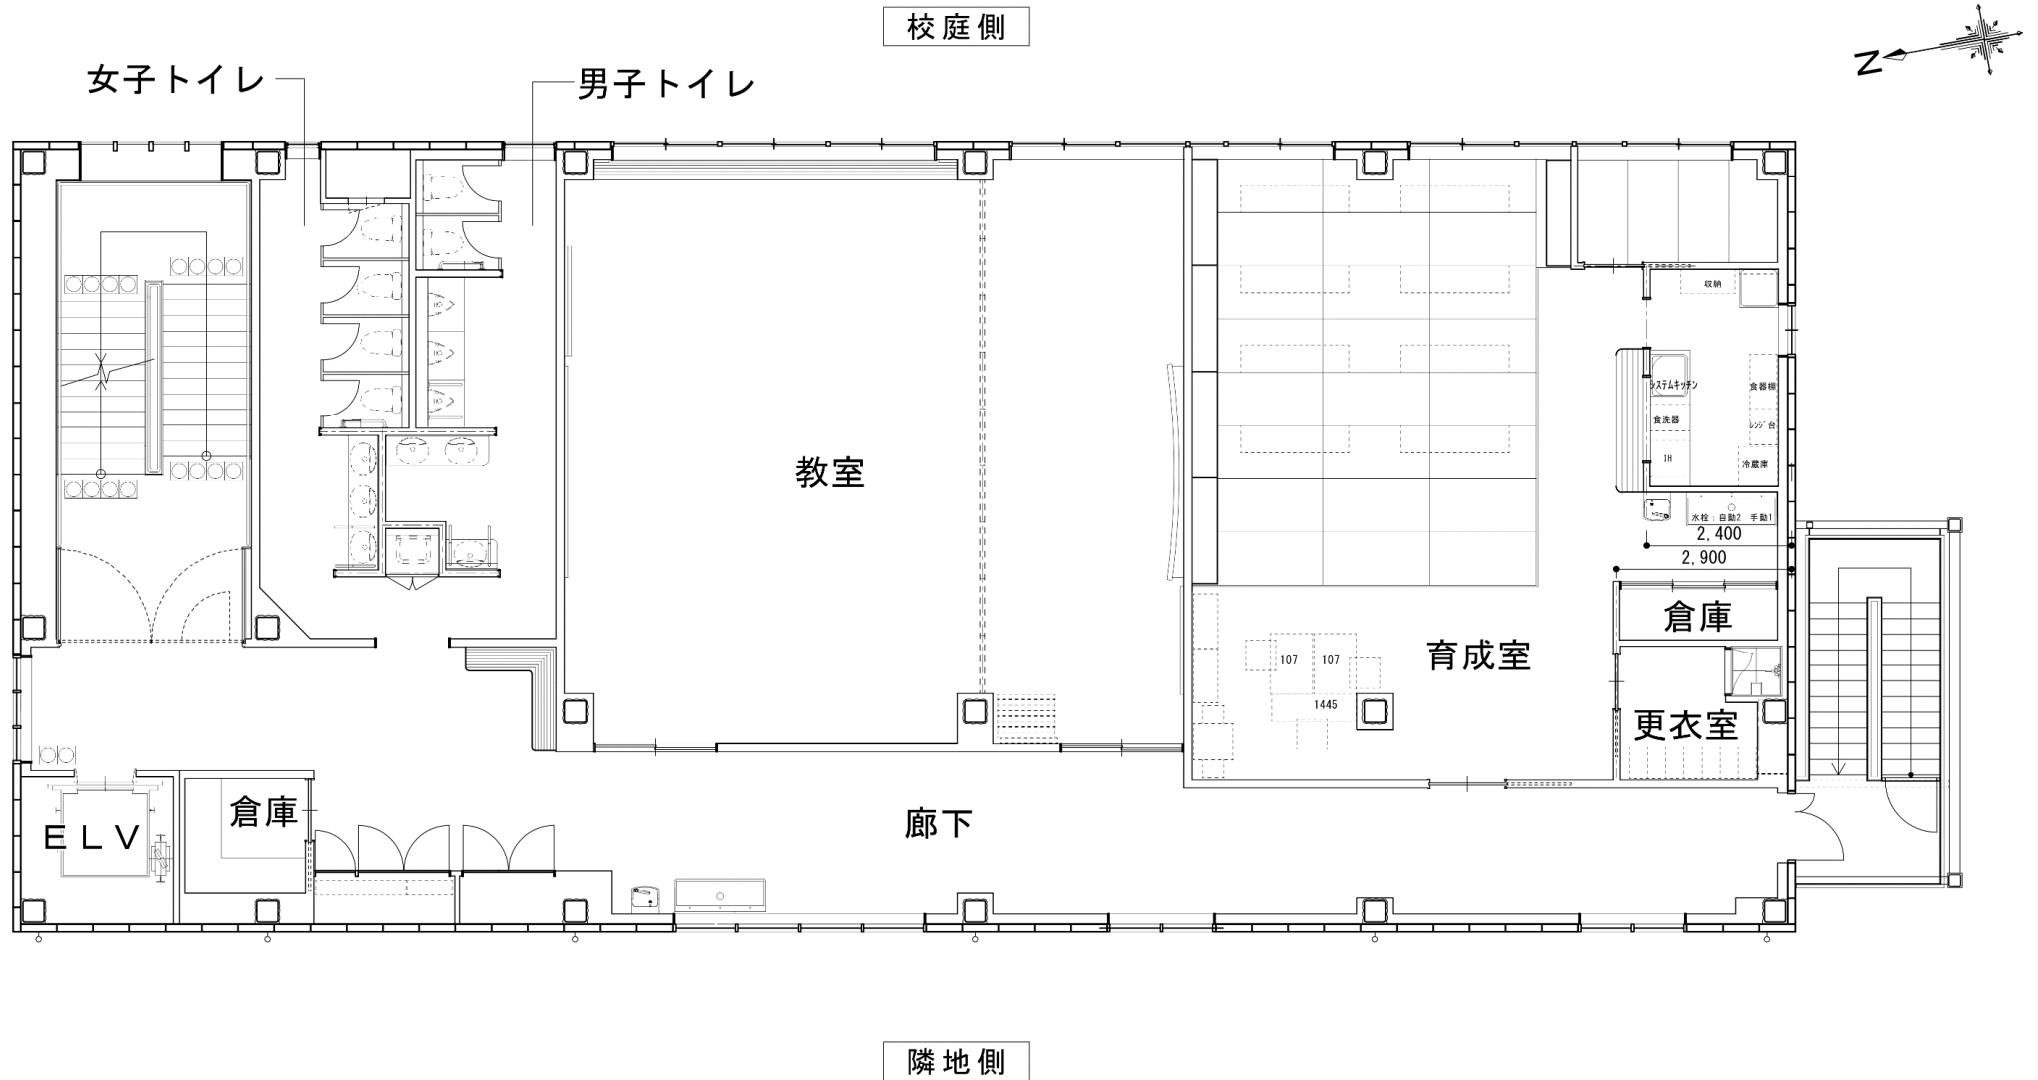 校庭側
N
女子トイレ
男子トイレ
収納
システムキッチン
食器棚
食洗器
レンジ台
IH
冷蔵庫
教室
水栓：自動2 手動1
2,400
2,900
倉庫
育成室
107
107
1445
更衣室
倉庫
ELV
廊下
隣地側